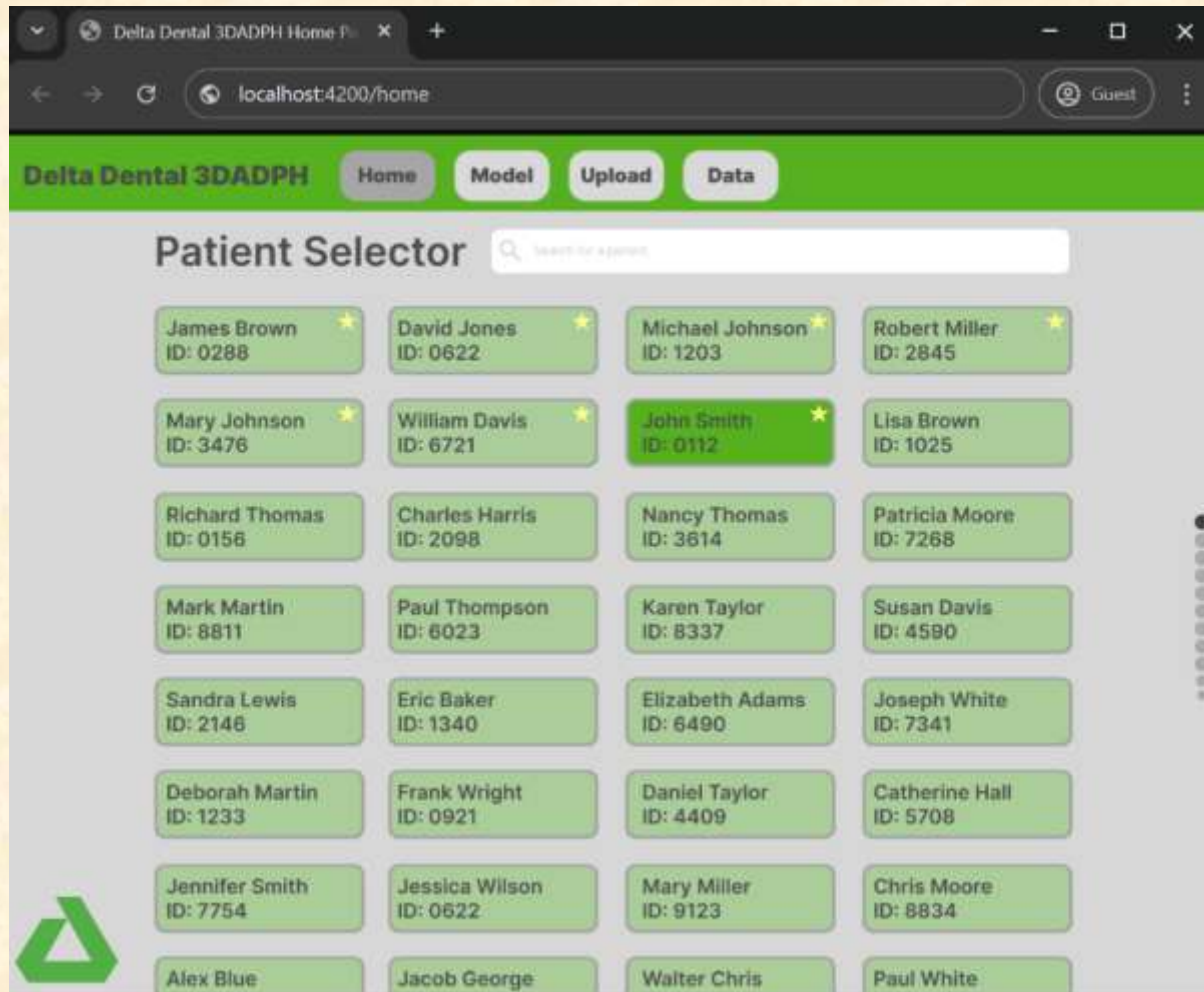 Delta Dental 3DADPH Home P
localhost:4200/home
Guest
Delta Dental 3DADPH
Home
Model
Upload
Data
Patient Selector
Search for a patient
James Brown
ID: 0288
David Jones
ID: 0622
Michael Johnson
ID: 1203
Robert Miller
ID: 2845
Mary Johnson
ID: 3476
William Davis
ID: 6721
John Smith
ID: 0112
Lisa Brown
ID: 1025
Richard Thomas
ID: 0156
Charles Harris
ID: 2098
Nancy Thomas
ID: 3614
Patricia Moore
ID: 7268
Mark Martin
ID: 8811
Paul Thompson
ID: 6023
Karen Taylor
ID: 8337
Susan Davis
ID: 4590
Sandra Lewis
ID: 2146
Eric Baker
ID: 1340
Elizabeth Adams
ID: 6490
Joseph White
ID: 7341
Deborah Martin
ID: 1233
Frank Wright
ID: 0921
Daniel Taylor
ID: 4409
Catherine Hall
ID: 5708
Jennifer Smith
ID: 7754
Jessica Wilson
ID: 0622
Mary Miller
ID: 9123
Chris Moore
ID: 8834
Alex Blue
Jacob George
Walter Chris
Paul White